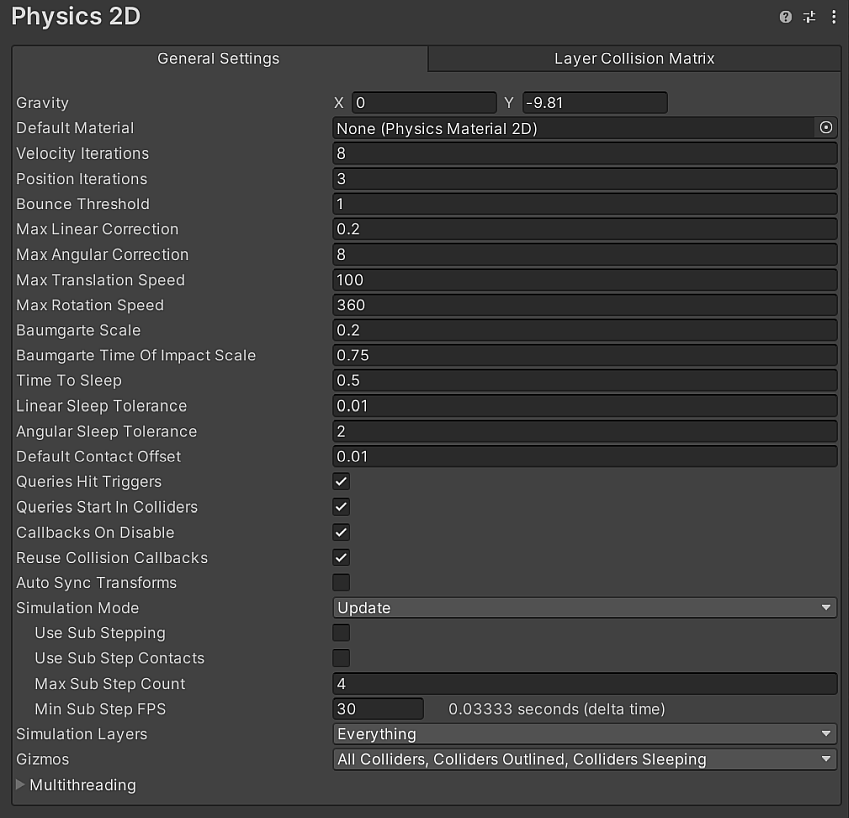 Physics 2D
General Settings
Layer Collision Matrix
Gravity X 0 Y -9.81
Default Material None (Physics Material 2D)
Velocity Iterations 8
Position Iterations 3
Bounce Threshold 1
Max Linear Correction 0.2
Max Angular Correction 8
Max Translation Speed 100
Max Rotation Speed 360
Baumgarte Scale 0.2
Baumgarte Time Of Impact Scale 0.75
Time To Sleep 0.5
Linear Sleep Tolerance 0.01
Angular Sleep Tolerance 2
Default Contact Offset 0.01
Queries Hit Triggers
Queries Start In Colliders
Callbacks On Disable
Reuse Collision Callbacks
Auto Sync Transforms
Simulation Mode Update
Use Sub Stepping
Use Sub Step Contacts
Max Sub Step Count 4
Min Sub Step FPS 30 0.03333 seconds (delta time)
Simulation Layers Everything
Gizmos All Colliders, Colliders Outlined, Colliders Sleeping
Multithreading